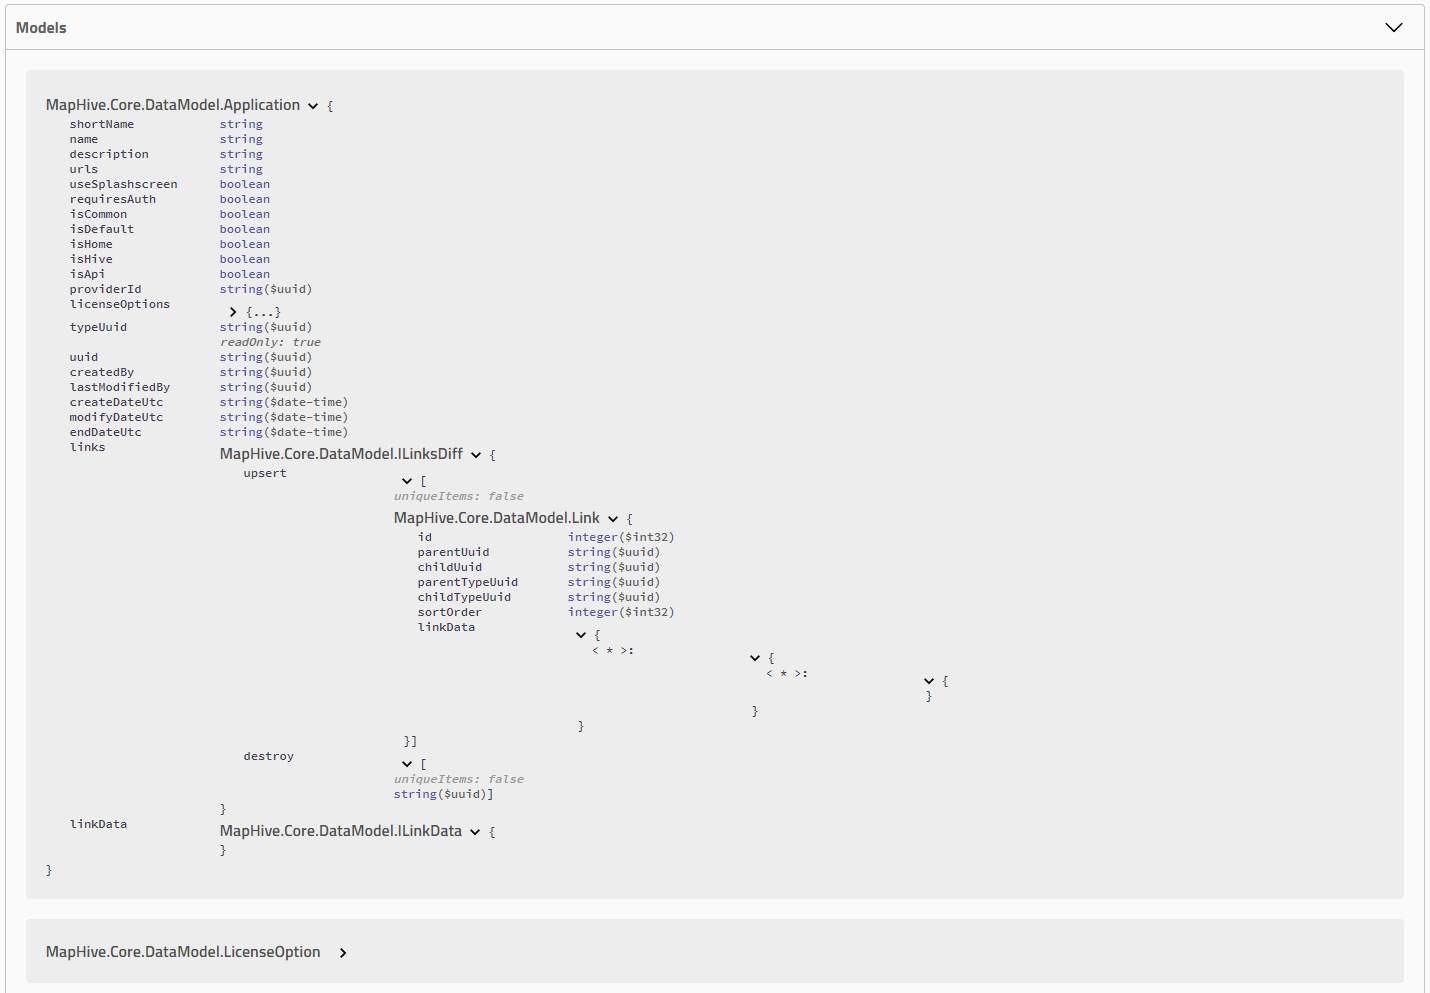 Models
MapHive.Core.DataModel.Application {
shortName string
name string
description string
urls string
useSplashscreen boolean
requiresAuth boolean
isCommon boolean
isDefault boolean
isHome boolean
isHive boolean
isApi boolean
providerId string($uuid)
licenseOptions
{...}
typeUuid string($uuid)
readOnly: true
uuid string($uuid)
createdBy string($uuid)
lastModifiedBy string($uuid)
createDateUtc string($date-time)
modifyDateUtc string($date-time)
endDateUtc string($date-time)
links
MapHive.Core.DataModel.ILinksDiff {
upsert
[
uniqueItems: false
MapHive.Core.DataModel.Link {
id integer($int32)
parentUuid string($uuid)
childUuid string($uuid)
parentTypeUuid string($uuid)
childTypeUuid string($uuid)
sortOrder integer($int32)
linkData
{
< * >:
{
< * >:
{
}
}
}
}]
destroy
[
uniqueItems: false
string($uuid)]
}
linkData
MapHive.Core.DataModel.ILinkData {
}
}
MapHive.Core.DataModel.LicenseOption